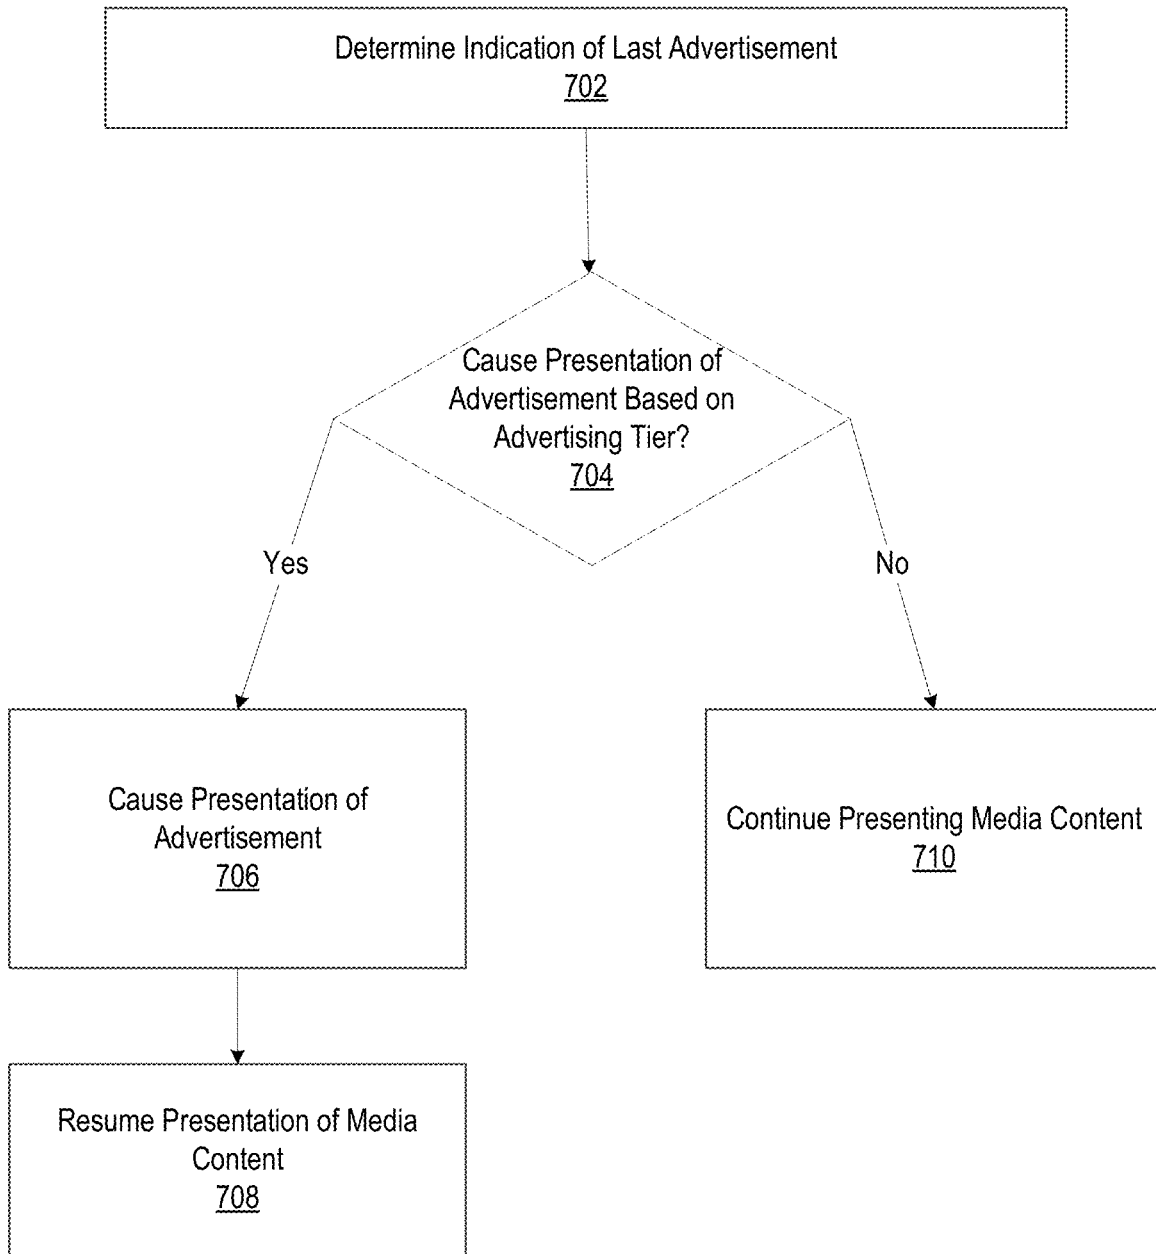 Determine Indication of Last Advertisement
702
Cause Presentation of
Advertisement Based on
Advertising Tier?
704
Yes
No
Cause Presentation of
Advertisement
706
Continue Presenting Media Content
710
Resume Presentation of Media
Content
708